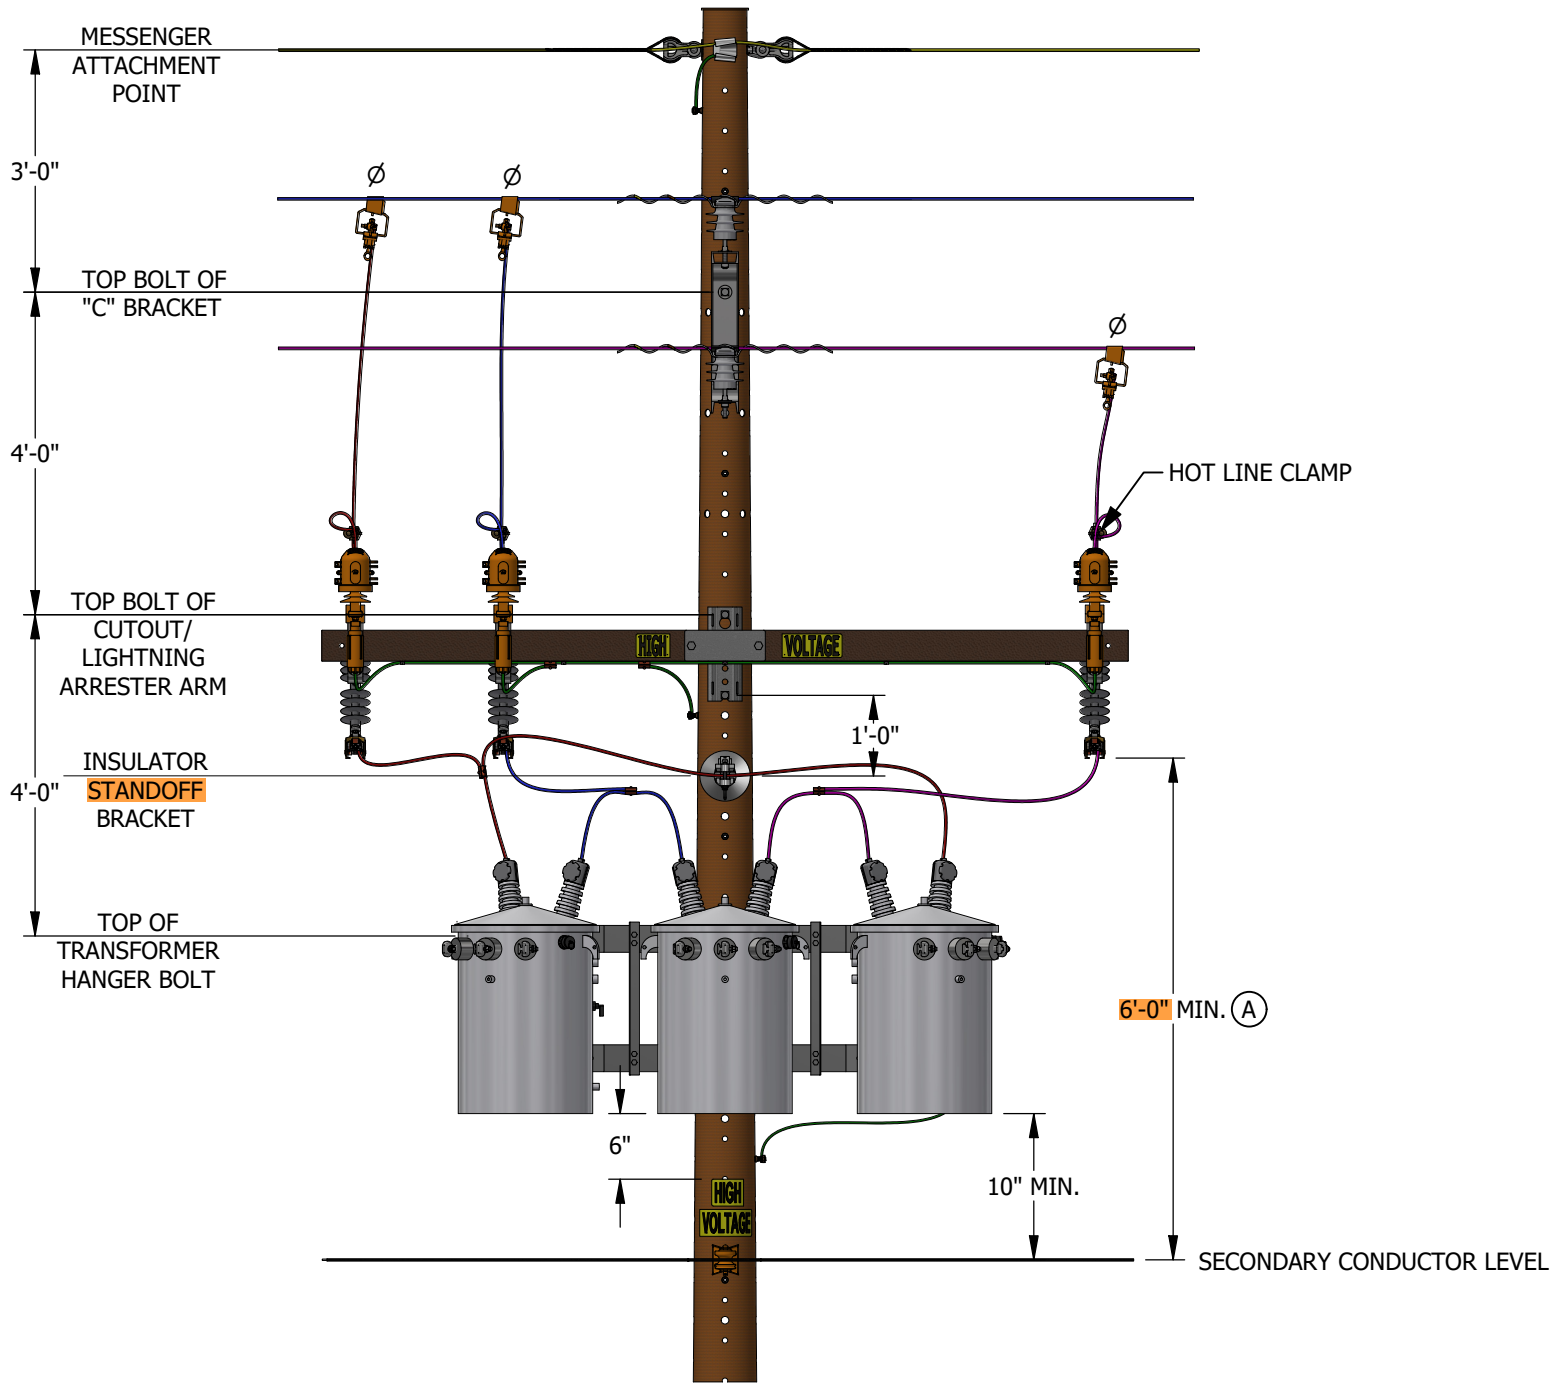 MESSENGER
ATTACHMENT
POINT
3'-0"
Ø
Ø
TOP BOLT OF
"C" BRACKET
Ø
4'-0"
HOT LINE CLAMP
TOP BOLT OF
CUTOUT/
LIGHTNING
ARRESTER ARM
HIGH
VOLTAGE
1'-0"
INSULATOR
STANDOFF
BRACKET
4'-0"
TOP OF
TRANSFORMER
HANGER BOLT
6'-0" MIN. A
6"
10" MIN.
HIGH
VOLTAGE
SECONDARY CONDUCTOR LEVEL